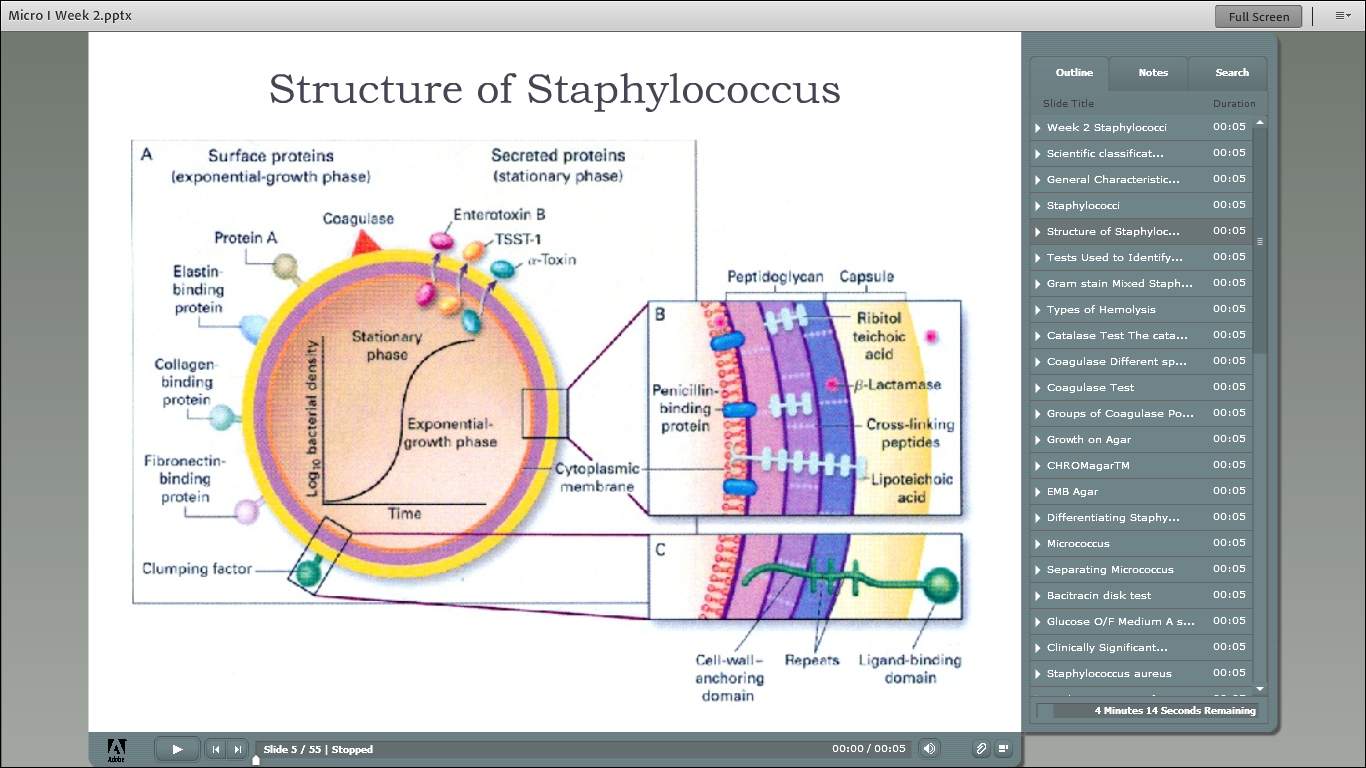 Micro I Week 2.pptx
Full Screen
Structure of Staphylococcus
A
Surface proteins
(exponential-growth phase)
Secreted proteins
(stationary phase)
Coagulase
Enterotoxin B
TSST-1
α-Toxin
Protein A
Elastin-
binding
protein
Collagen-
binding
protein
Fibronectin-
binding
protein
Clumping factor
Stationary
phase
Exponential-
growth phase
Log10 bacterial density
Time
Cytoplasmic
membrane
Peptidoglycan
Capsule
B
Ribitol
teichoic
acid
β-Lactamase
Penicillin-
binding
protein
Cross-linking
peptides
Lipoteichoic
acid
C
Cell-wall–
anchoring
domain
Repeats
Ligand-binding
domain
Outline
Notes
Search
Slide Title Duration
Week 2 Staphylococci 00:05
Scientific classificat... 00:05
General Characteristic... 00:05
Staphylococci 00:05
Structure of Staphyloc... 00:05
Tests Used to Identify... 00:05
Gram stain Mixed Staph... 00:05
Types of Hemolysis 00:05
Catalase Test The cata... 00:05
Coagulase Different sp... 00:05
Coagulase Test 00:05
Groups of Coagulase Po... 00:05
Growth on Agar 00:05
CHROMagarTM 00:05
EMB Agar 00:05
Differentiating Staphy... 00:05
Micrococcus 00:05
Separating Micrococcus 00:05
Bacitracin disk test 00:05
Glucose O/F Medium A s... 00:05
Clinically Significant... 00:05
Staphylococcus aureus 00:05
4 Minutes 14 Seconds Remaining
Adobe
Slide 5 / 55 | Stopped
00:00 / 00:05